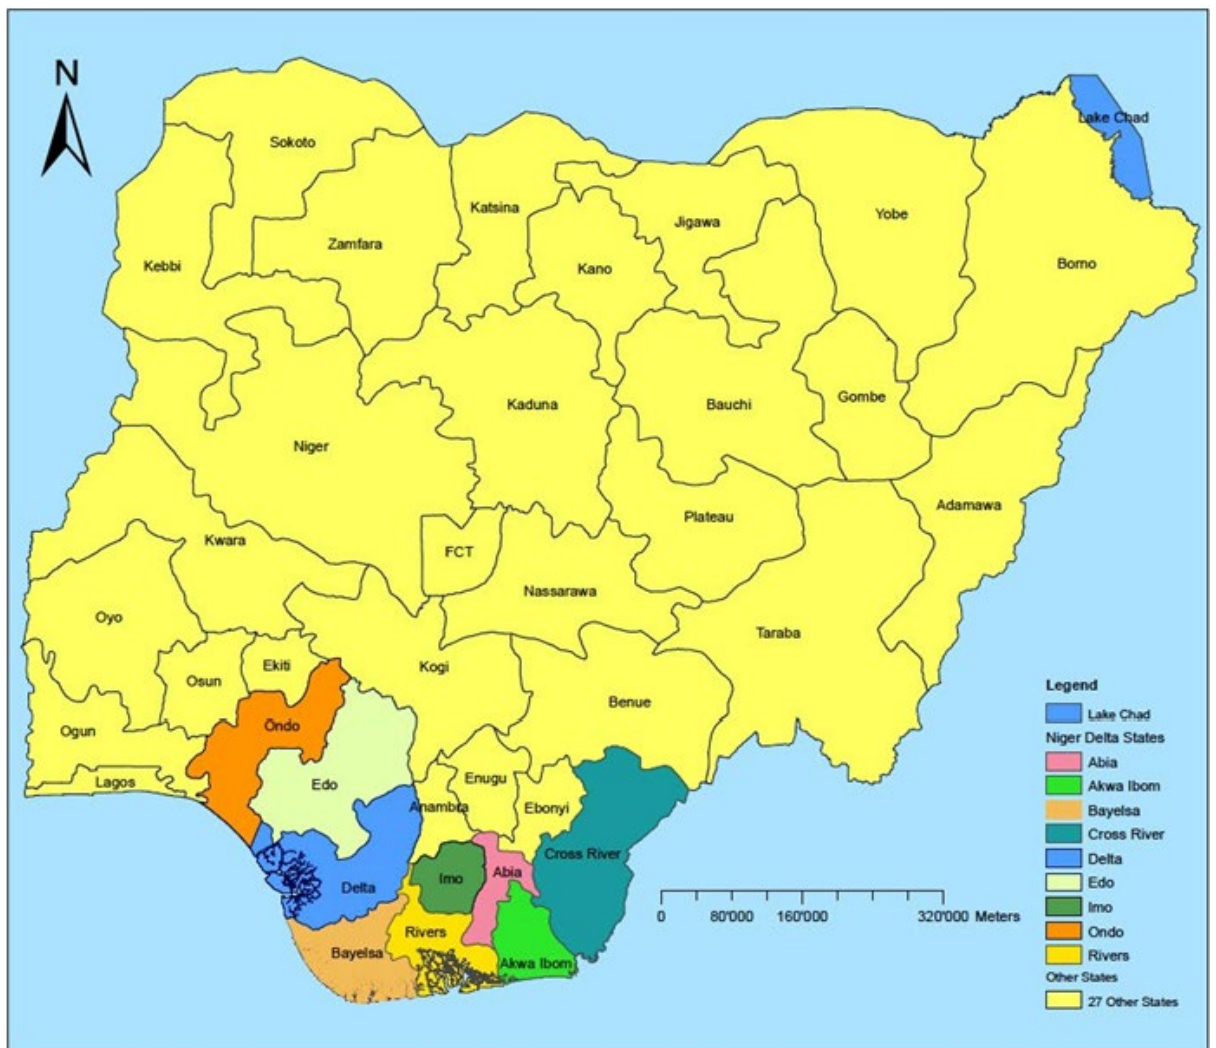 N
Lake Chad
Sokoto
Katsina
Jigawa
Yobe
Zamfara
Kebbi
Kano
Borno
Kaduna
Bauchi
Gombe
Niger
Adamawa
Plateau
Kwara
FCT
Nassarawa
Oyo
Taraba
Kogi
Ekiti
Osun
Benue
Ogun
Ōndo
Lagos
Edo
Enugu
Anambra
Ebonyi
Cross River
Abia
Imo
Delta
Rivers
Bayelsa
Akwa Ibom
0 80'000 160'000 320'000 Meters
Legend
Lake Chad
Niger Delta States
Abia
Akwa Ibom
Bayelsa
Cross River
Delta
Edo
Imo
Ondo
Rivers
Other States
27 Other States